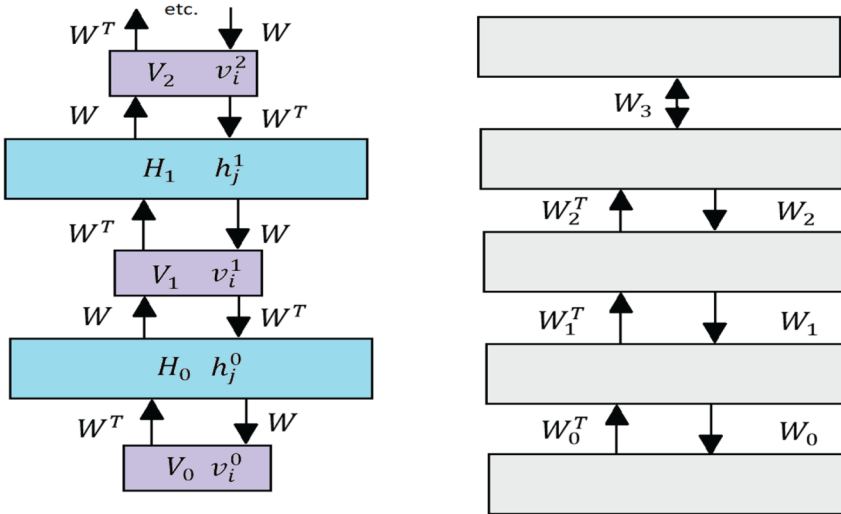 etc.
W^T W
V_2 v_i^2
W W^T
H_1 h_j^1
W^T W
V_1 v_i^1
W W^T
H_0 h_j^0
W^T W
V_0 v_i^0
W_3
W_2^T W_2
W_1^T W_1
W_0^T W_0